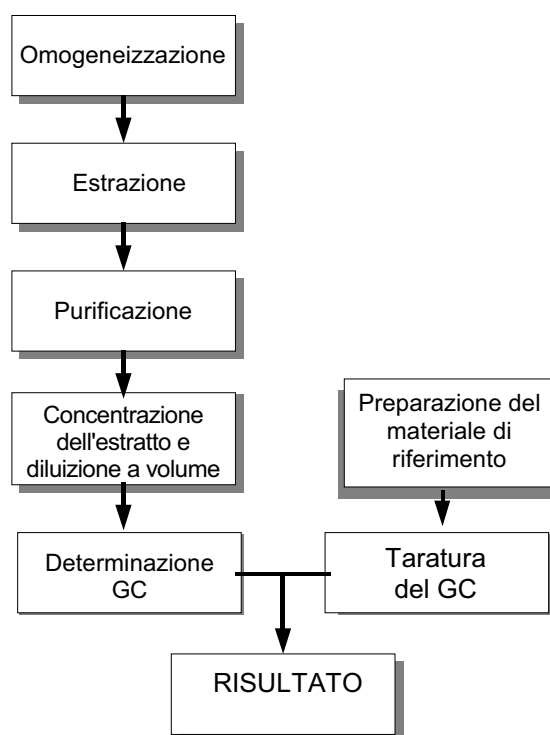 Omogeneizzazione
Estrazione
Purificazione
Concentrazione
dell'estratto e
diluizione a volume
Preparazione del
materiale di
riferimento
Determinazione
GC
Taratura
del GC
RISULTATO